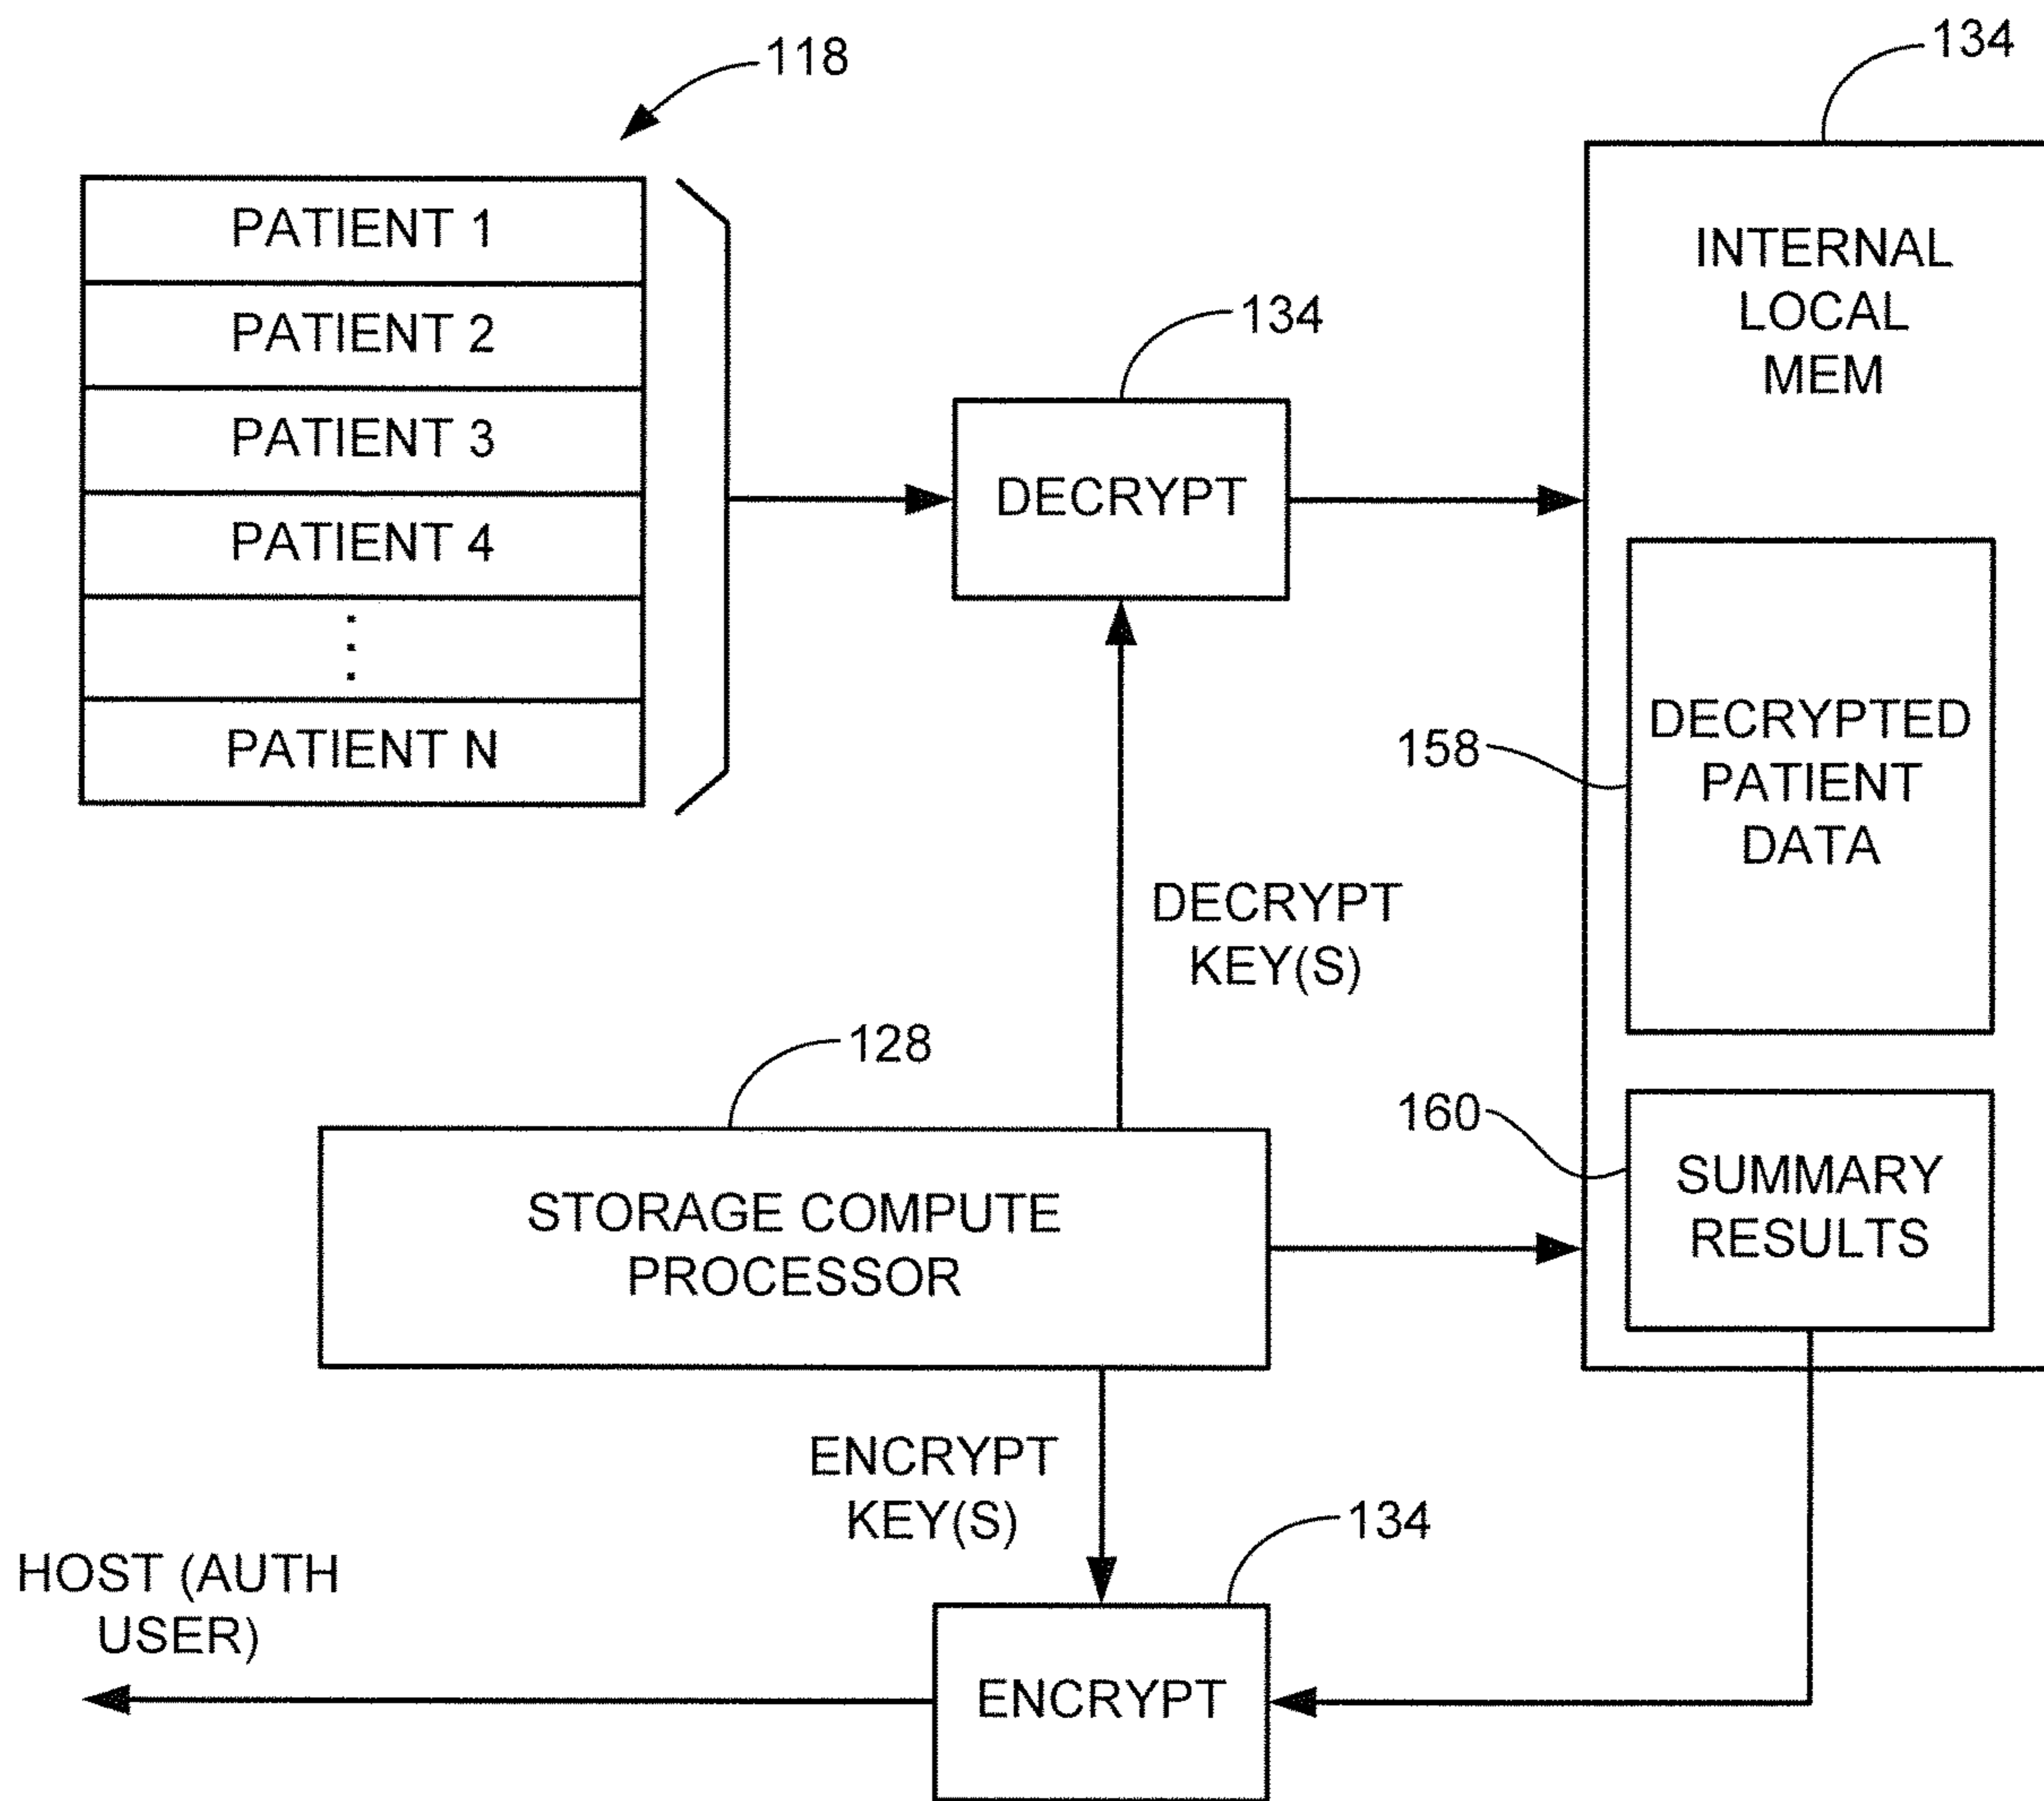 118
134
PATIENT 1
PATIENT 2
PATIENT 3
PATIENT 4
⋮
PATIENT N
134
DECRYPT
INTERNAL
LOCAL
MEM
158
DECRYPTED
PATIENT
DATA
DECRYPT
KEY(S)
128
STORAGE COMPUTE
PROCESSOR
160
SUMMARY
RESULTS
ENCRYPT
KEY(S)
134
HOST (AUTH
USER)
ENCRYPT